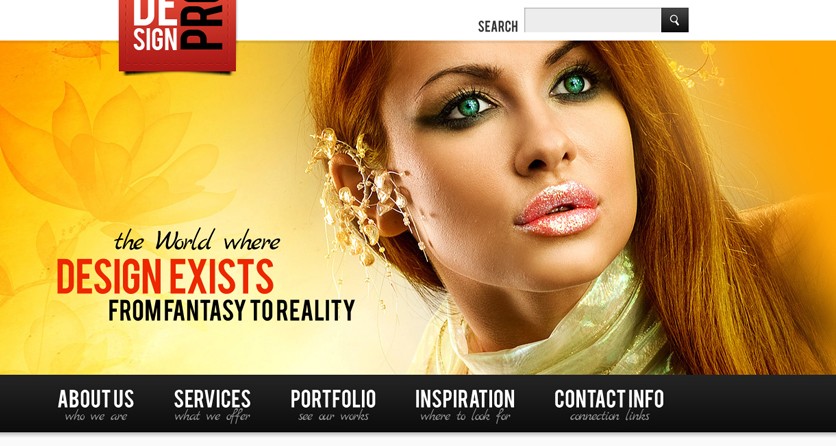 DE
SIGN
PRO
SEARCH
the World where
DESIGN EXISTS
FROM FANTASY TO REALITY
ABOUT US
who we are
SERVICES
what we offer
PORTFOLIO
see our works
INSPIRATION
where to look for
CONTACT INFO
connection links